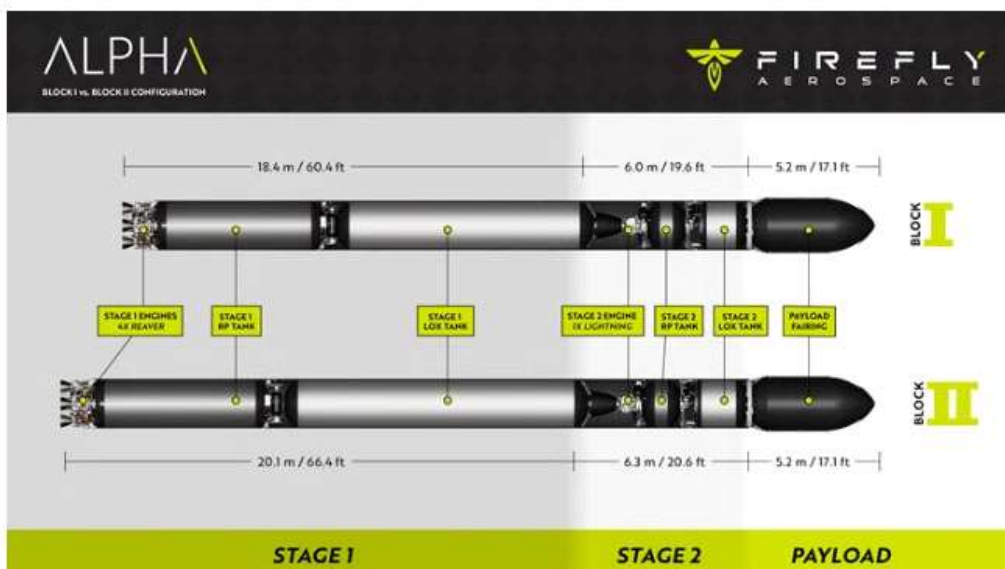 ALPHA
BLOCK I vs. BLOCK II CONFIGURATION
FIREFLY
AEROSPACE
18.4 m / 60.4 ft
6.0 m / 19.6 ft
5.2 m / 17.1 ft
BLOCK I
STAGE 1 ENGINES
4X REAVER
STAGE 1
RP TANK
STAGE 1
LOX TANK
STAGE 2 ENGINE
1X LIGHTNING
STAGE 2
RP TANK
STAGE 2
LOX TANK
PAYLOAD
FAIRING
BLOCK II
20.1 m / 66.4 ft
6.3 m / 20.6 ft
5.2 m / 17.1 ft
STAGE 1
STAGE 2
PAYLOAD